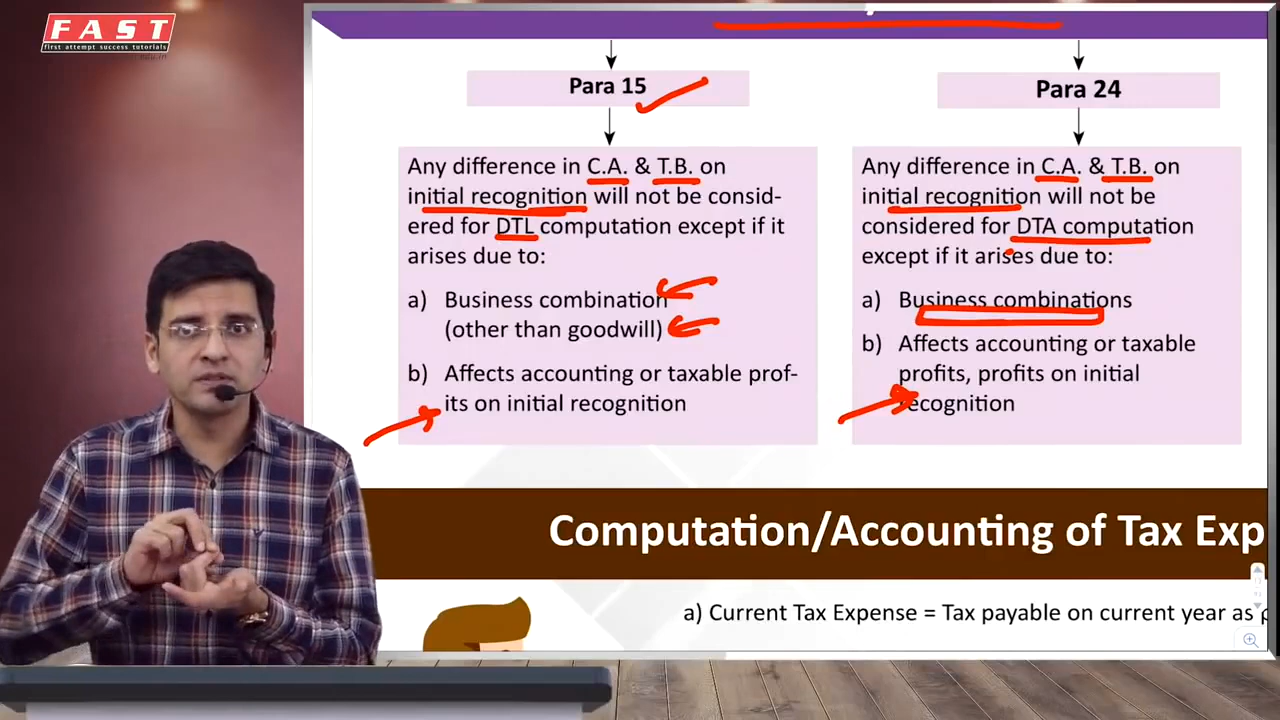 FAST
first attempt success tutorials
Para 15
Any difference in C.A. & T.B. on
initial recognition will not be consid-
ered for DTL computation except if it
arises due to:
a) Business combination
(other than goodwill)
b) Affects accounting or taxable prof-
its on initial recognition
Para 24
Any difference in C.A. & T.B. on
initial recognition will not be
considered for DTA computation
except if it arises due to:
a) Business combinations
b) Affects accounting or taxable
profits, profits on initial
recognition
Computation/Accounting of Tax Exp
a) Current Tax Expense = Tax payable on current year as p